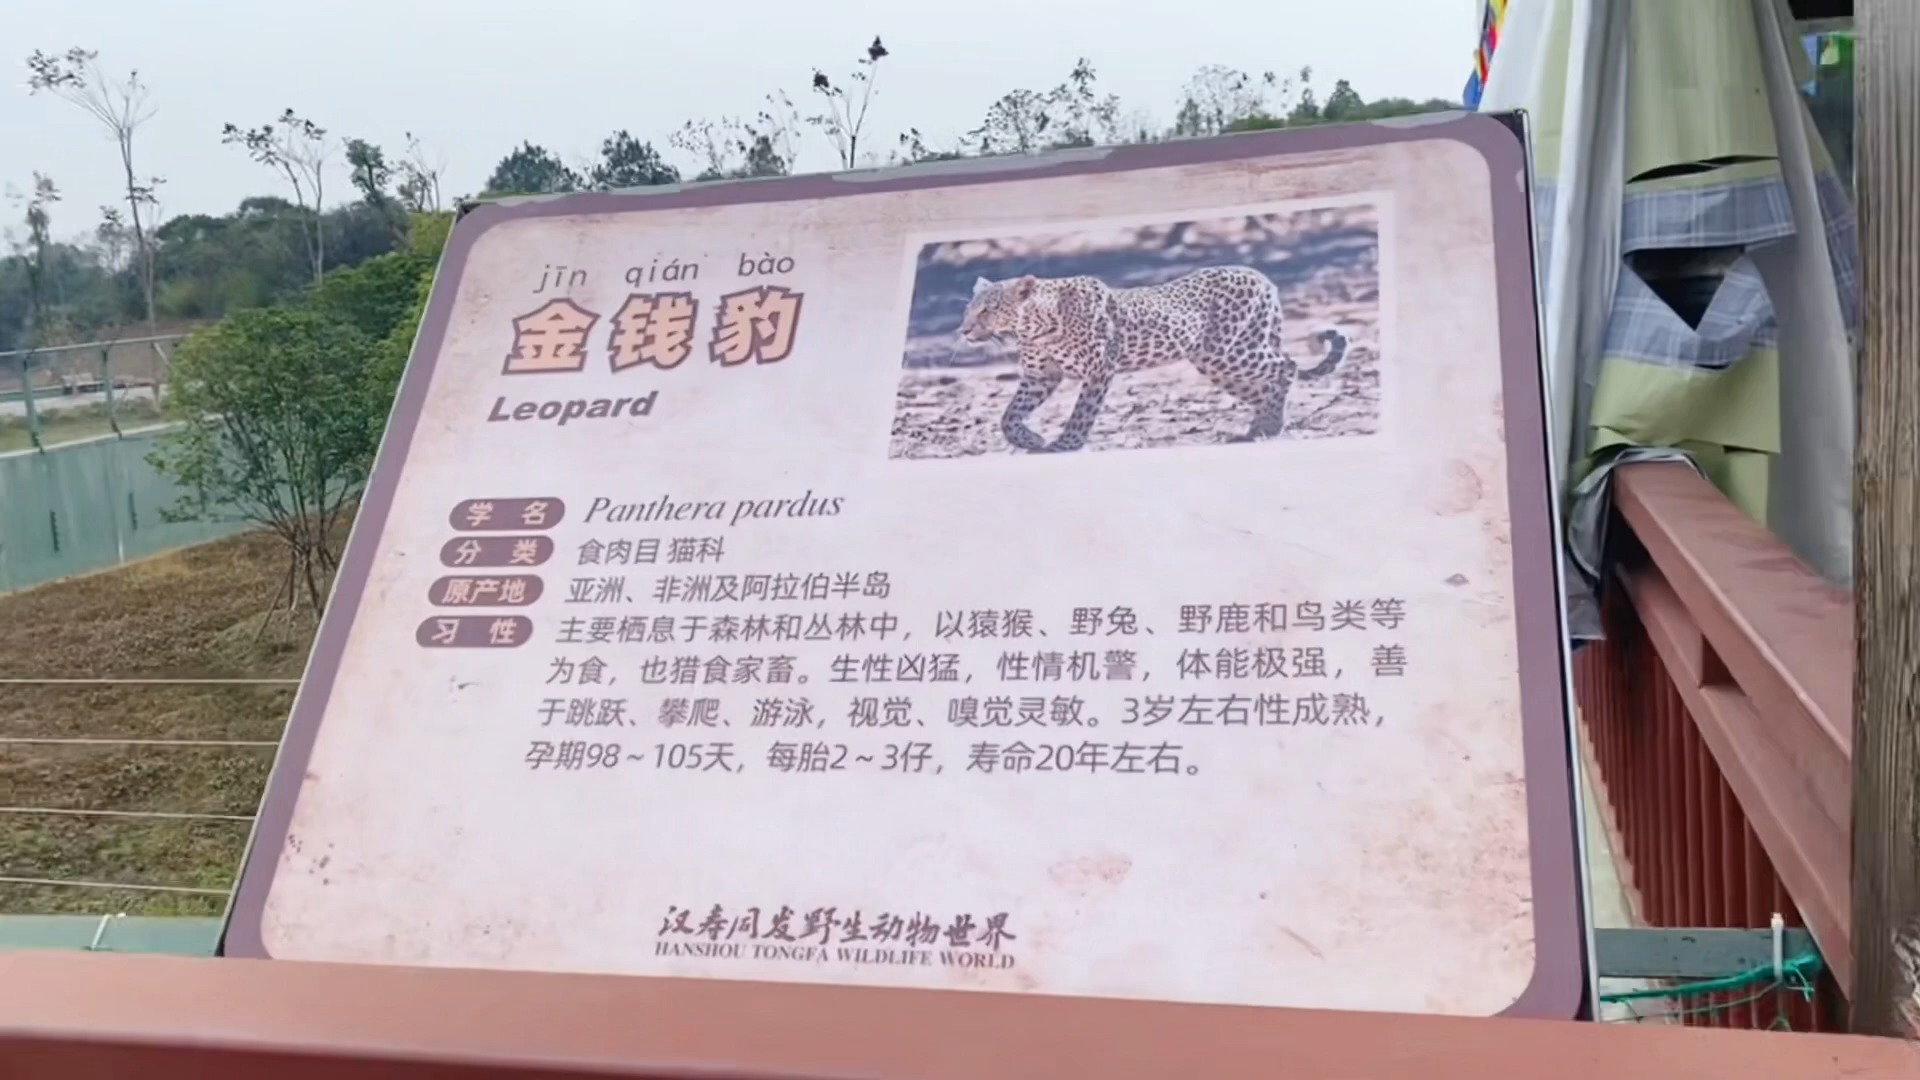 jīn qián bào
金钱豹
Leopard
学 名 Panthera pardus
分 类 食肉目 猫科
原产地 亚洲、非洲及阿拉伯半岛
习 性 主要栖息于森林和丛林中，以猿猴、野兔、野鹿和鸟类等
为食，也猎食家畜。生性凶猛，性情机警，体能极强，善
于跳跃、攀爬、游泳，视觉、嗅觉灵敏。3岁左右性成熟，
孕期98～105天，每胎2～3仔，寿命20年左右。
汉寿同发野生动物世界
HANSHOU TONGFA WILDLIFE WORLD